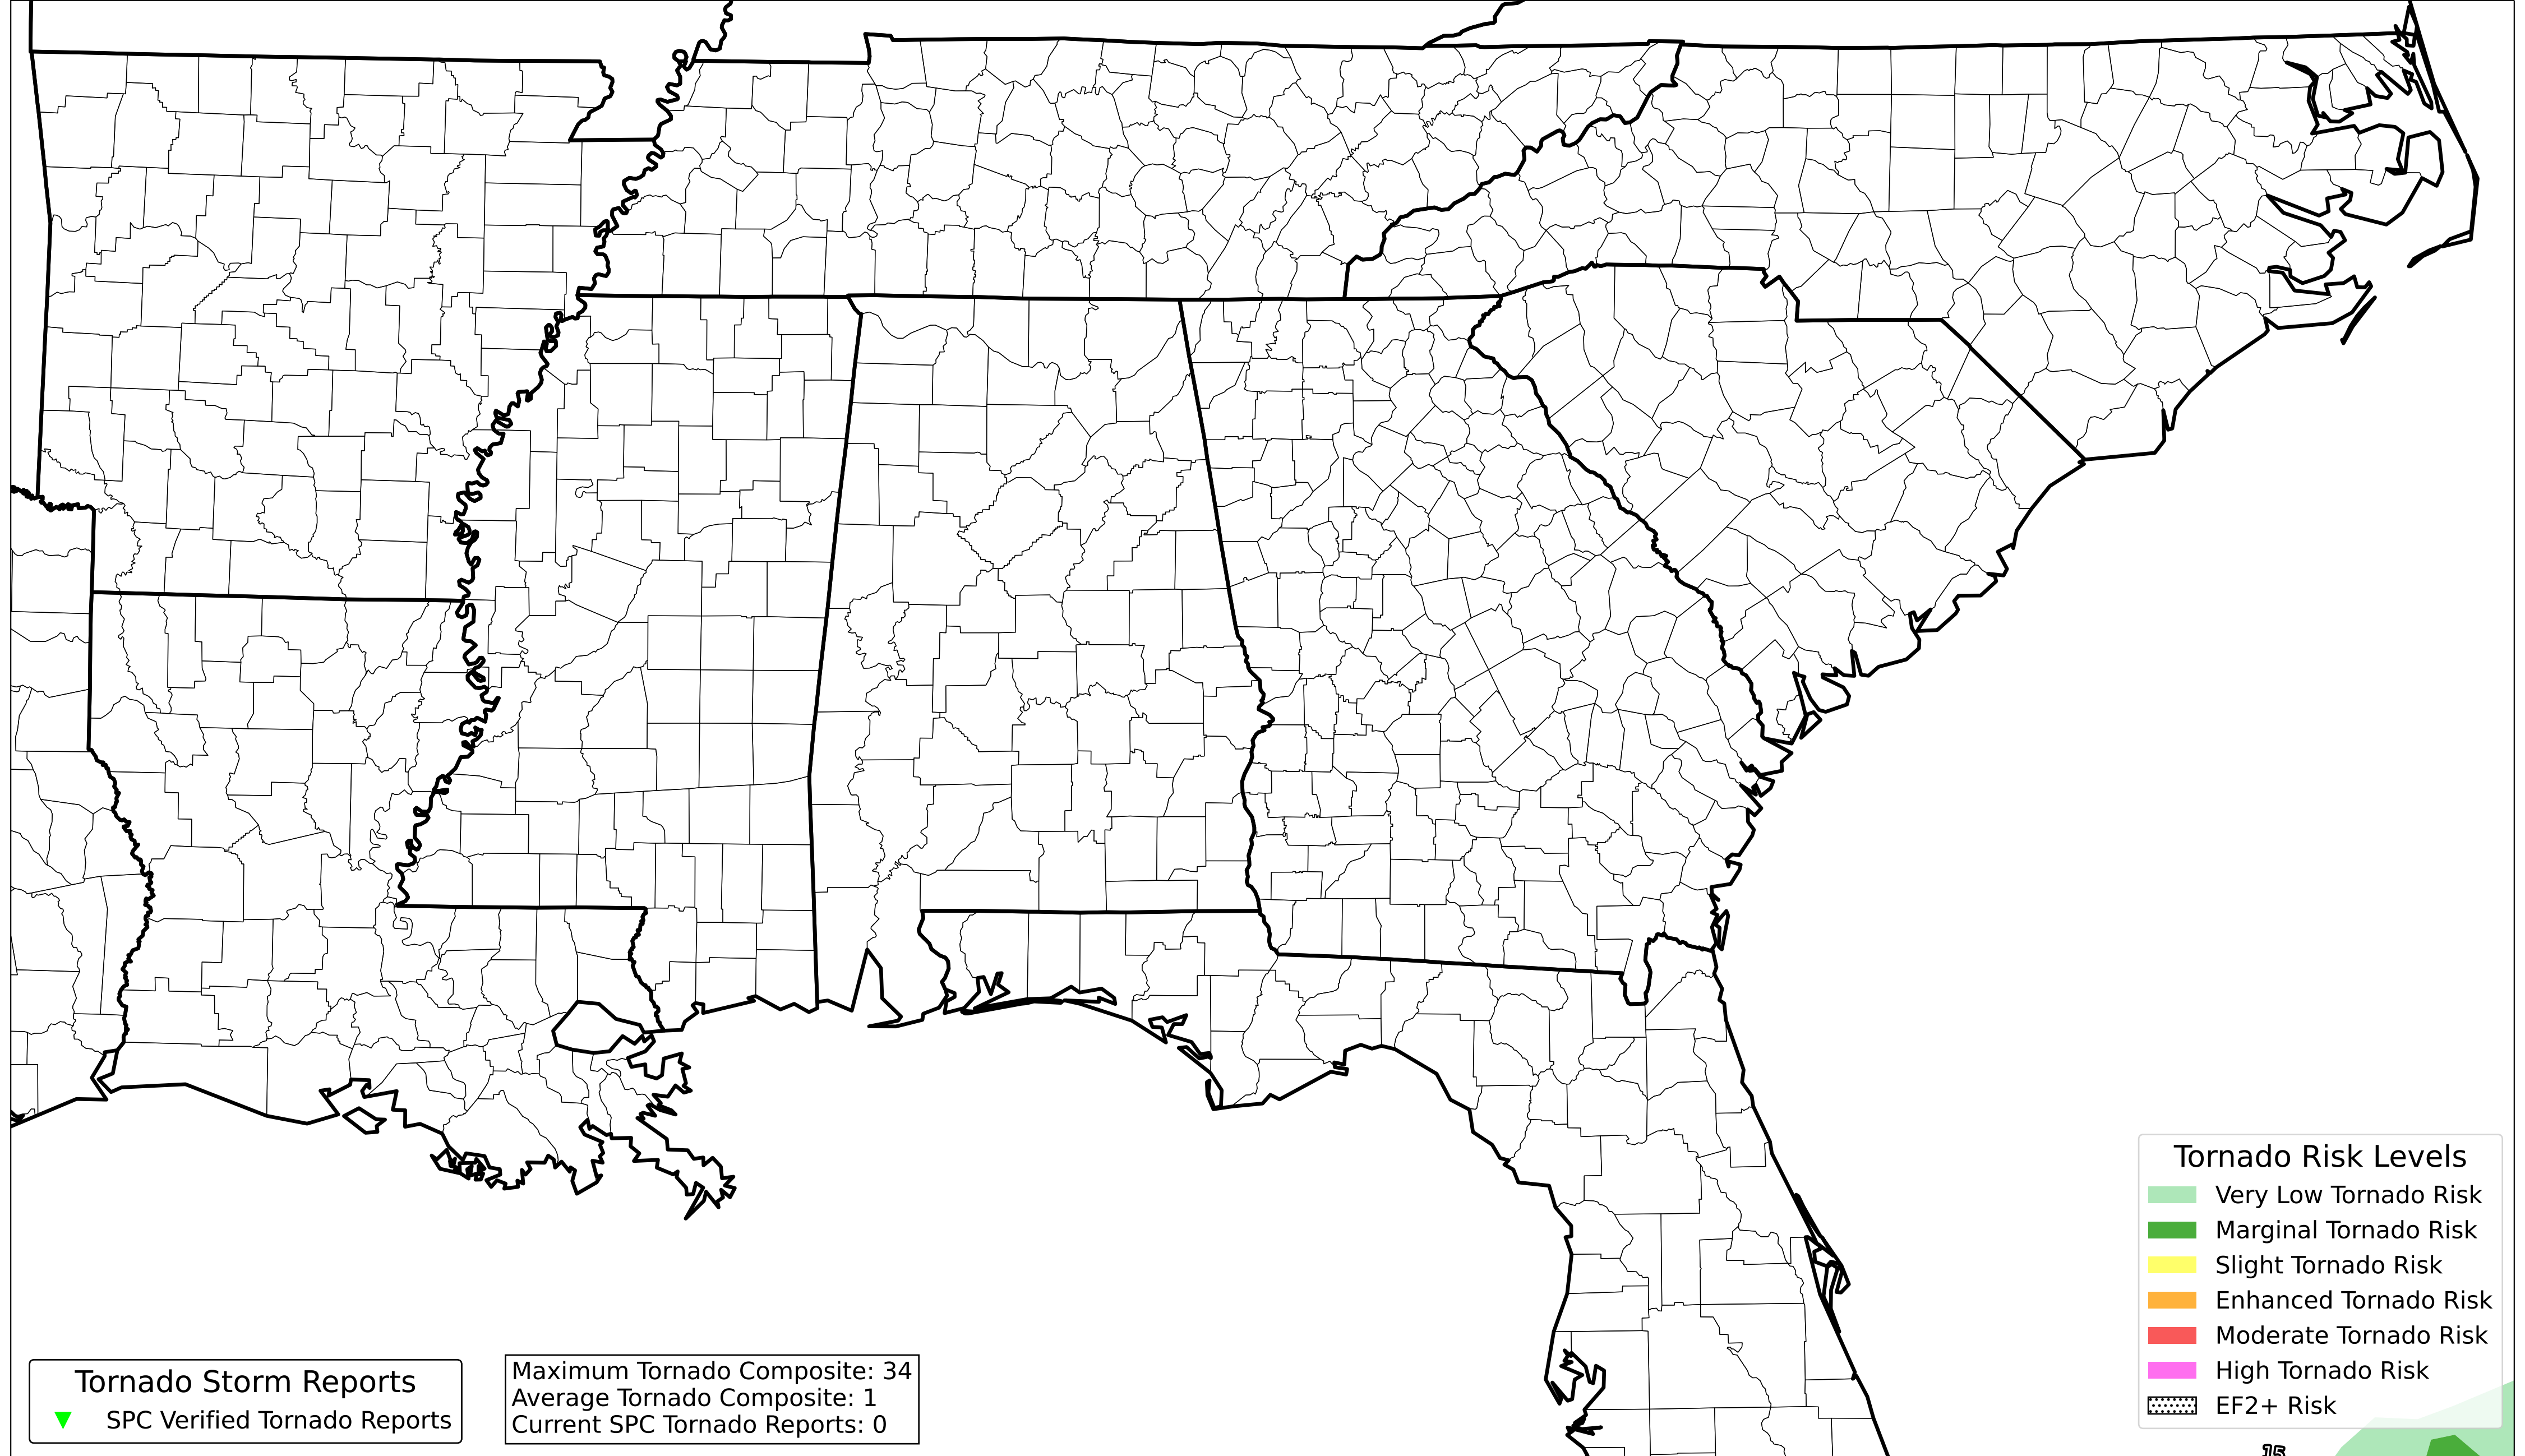 Tornado Risk Levels
Very Low Tornado Risk
Marginal Tornado Risk
Slight Tornado Risk
Enhanced Tornado Risk
Moderate Tornado Risk
High Tornado Risk
EF2+ Risk
Tornado Storm Reports
SPC Verified Tornado Reports
Maximum Tornado Composite: 34
Average Tornado Composite: 1
Current SPC Tornado Reports: 0
15